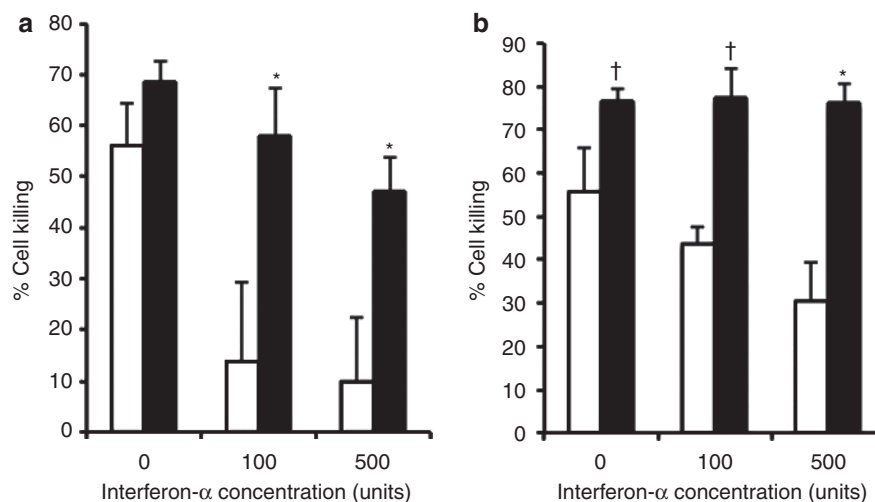 a
80
70
60
50
40
30
20
10
0
% Cell killing
* *
0 100 500
Interferon-α concentration (units)
b
90
80
70
60
50
40
30
20
10
0
% Cell killing
† † *
0 100 500
Interferon-α concentration (units)